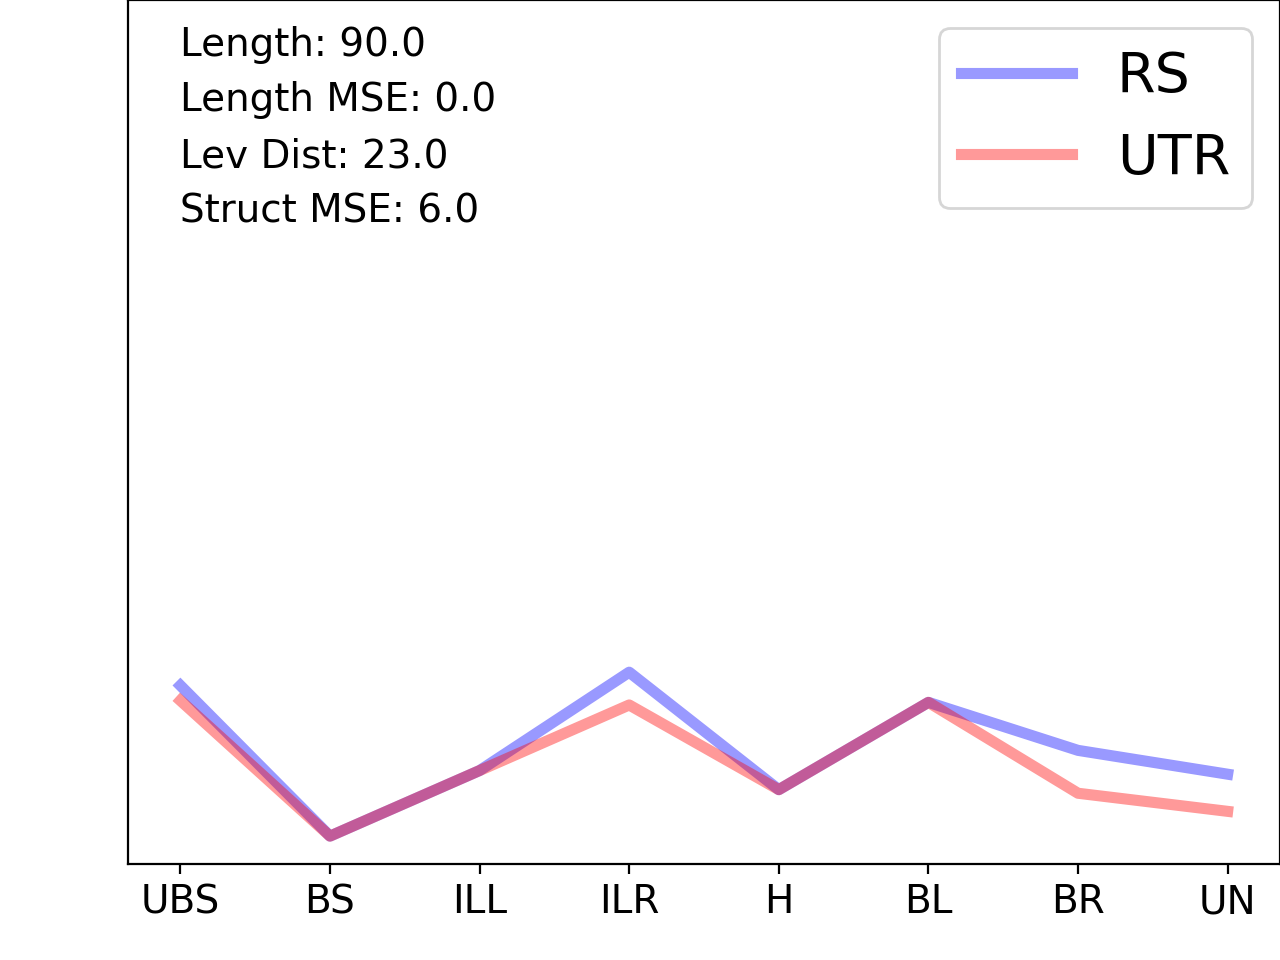 Length: 90.0
Length MSE: 0.0
Lev Dist: 23.0
Struct MSE: 6.0
RS
UTR
UBS BS ILL ILR H BL BR UN